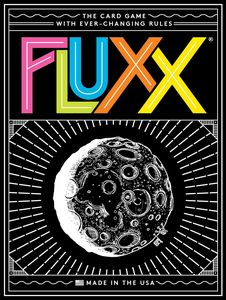 THE CARD GAME
WITH EVER-CHANGING RULES
FLUXX®
MADE IN THE USA